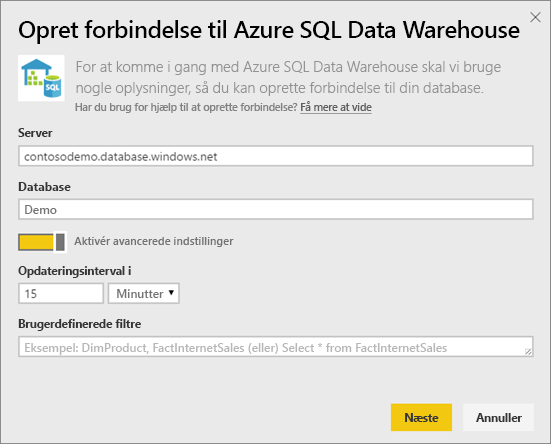 Opret forbindelse til Azure SQL Data Warehouse
SQL
For at komme i gang med Azure SQL Data Warehouse skal vi bruge
nogle oplysninger, så du kan oprette forbindelse til din database.
Har du brug for hjælp til at oprette forbindelse? Få mere at vide
Server
contosodemo.database.windows.net
Database
Demo
Aktivér avancerede indstillinger
Opdateringsinterval i
15 Minutter
Brugerdefinerede filtre
Eksempel: DimProduct, FactInternetSales (eller) Select * from FactInternetSales
Næste Annuller